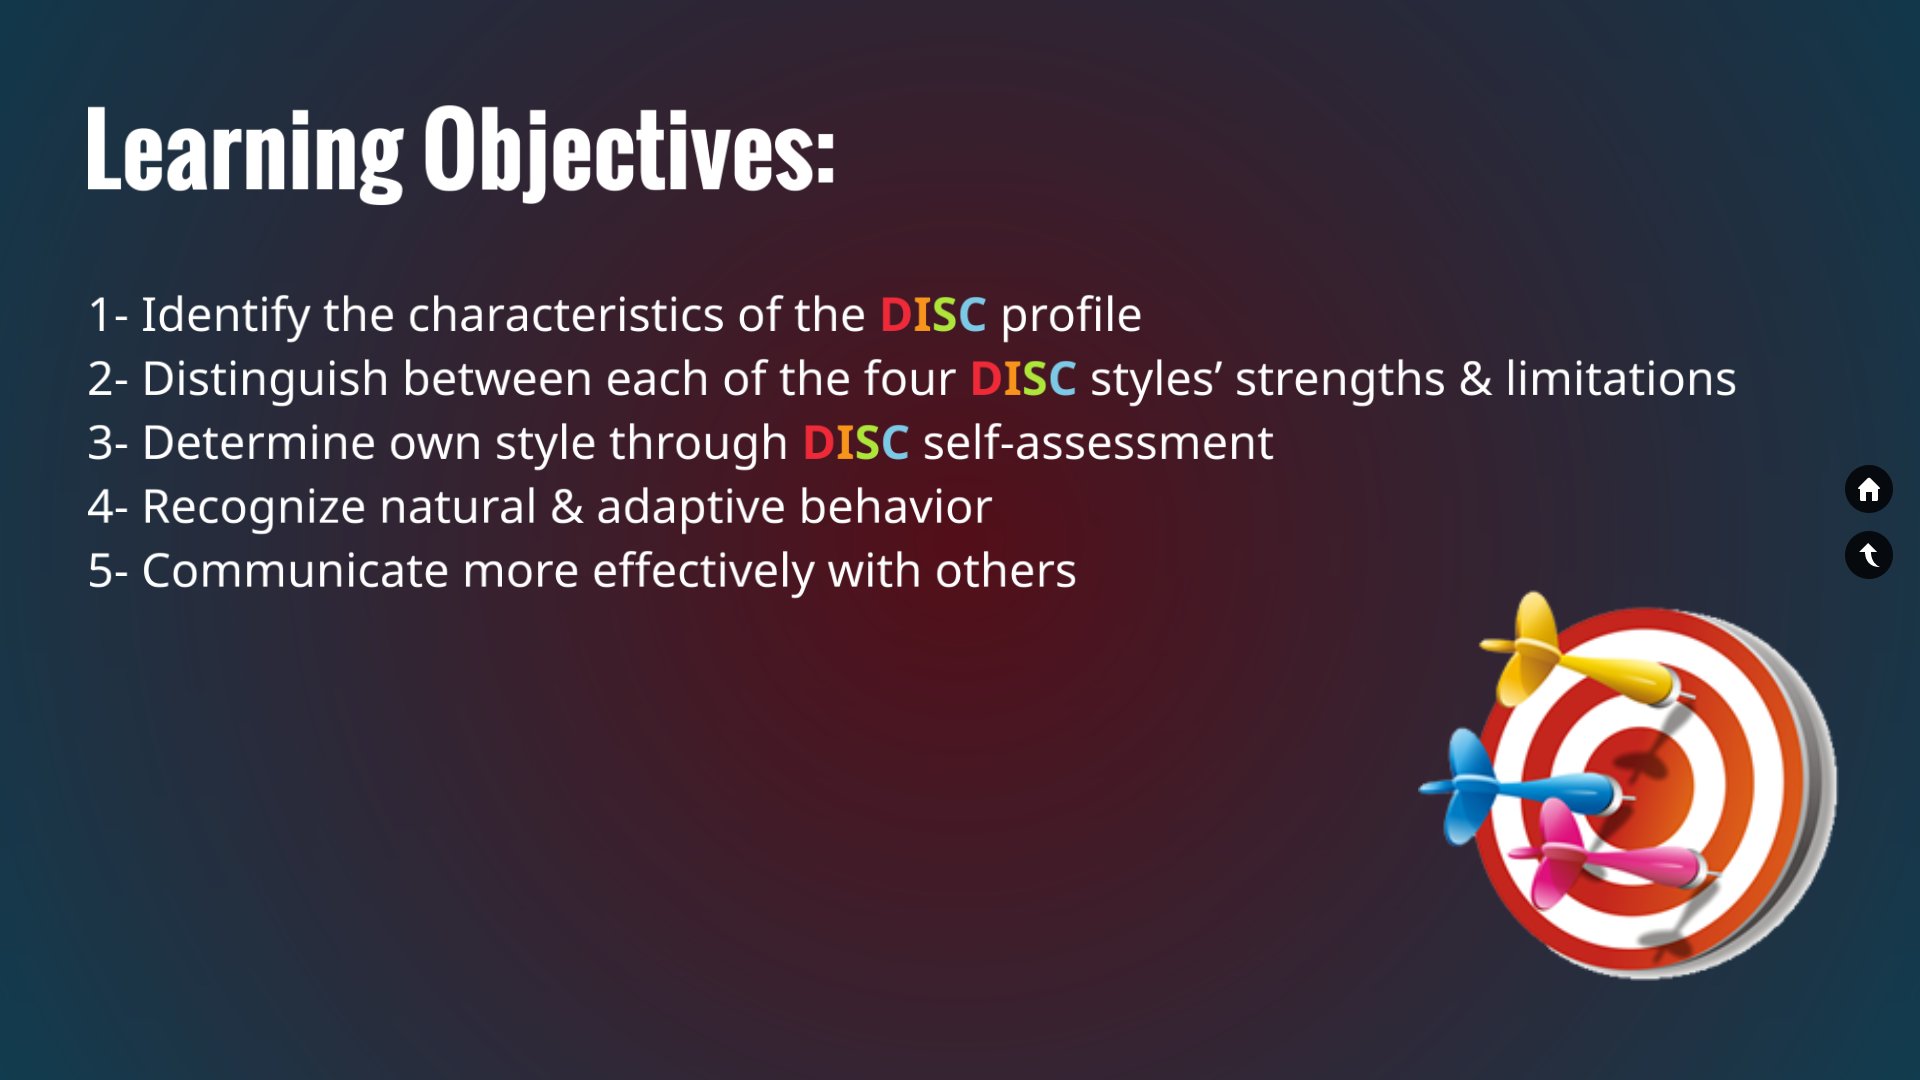 Learning Objectives:
1- Identify the characteristics of the DISC profile
2- Distinguish between each of the four DISC styles’ strengths & limitations
3- Determine own style through DISC self-assessment
4- Recognize natural & adaptive behavior
5- Communicate more effectively with others